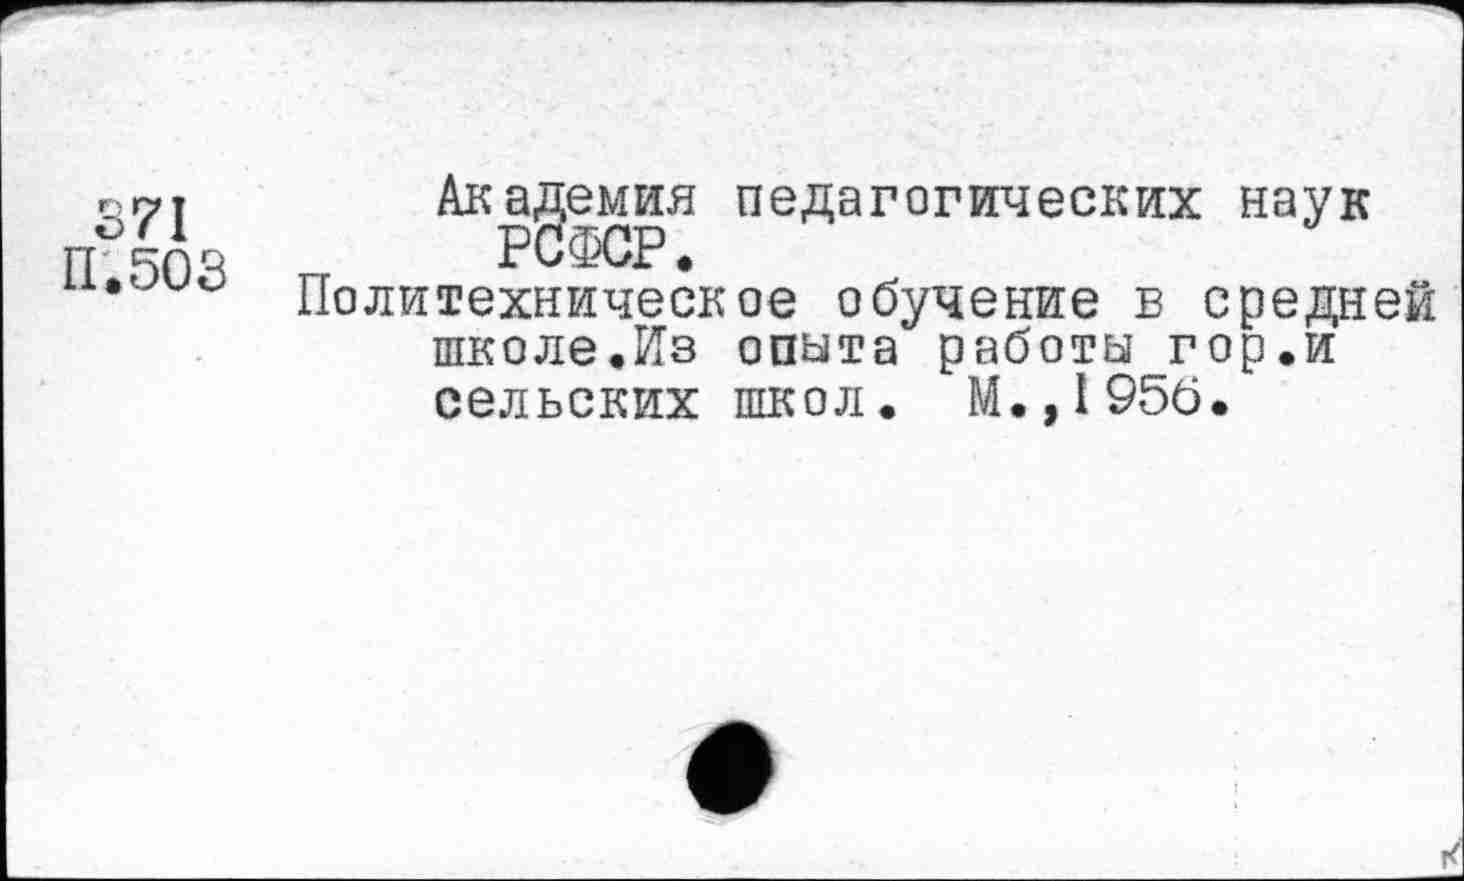 371
П.503
Академия педагогических наук
РСФСР.
Политехническое обучение в средней
школе.Из опыта работы гор.и
сельских школ. М.,1956.